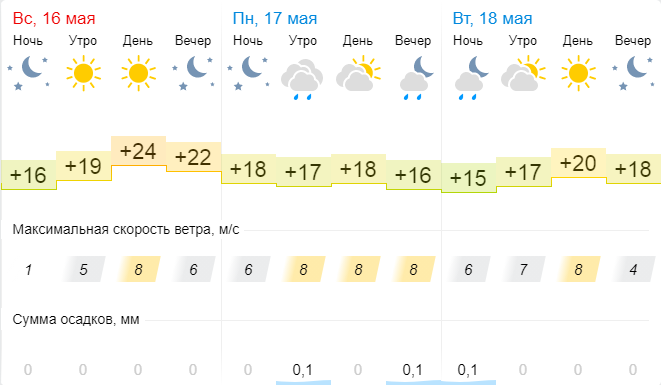 Вс, 16 мая Пн, 17 мая Вт, 18 мая
Ночь Утро День Вечер Ночь Утро День Вечер Ночь Утро День Вечер
+16 +19 +24 +22 +18 +17 +18 +16 +15 +17 +20 +18
Максимальная скорость ветра, м/с
1 5 8 6 6 8 8 8 6 7 8 4
Сумма осадков, мм
0 0 0 0 0 0,1 0 0,1 0,1 0 0 0